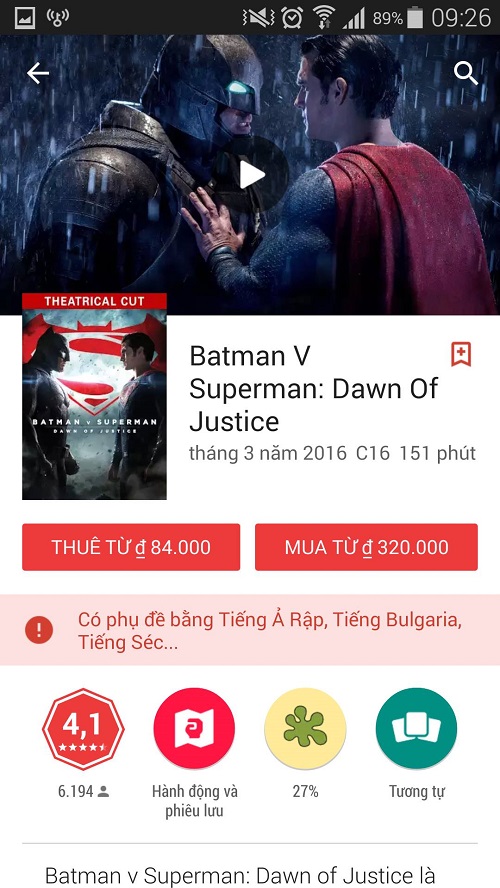 89% 09:26
THEATRICAL CUT
BATMAN v SUPERMAN
DAWN OF JUSTICE
Batman V
Superman: Dawn Of
Justice
tháng 3 năm 2016 C16 151 phút
THUÊ TỪ ₫ 84.000
MUA TỪ ₫ 320.000
Có phụ đề bằng Tiếng Ả Rập, Tiếng Bulgaria,
Tiếng Séc...
4,1
6.194
Hành động và
phiêu lưu
27%
Tương tự
Batman v Superman: Dawn of Justice là